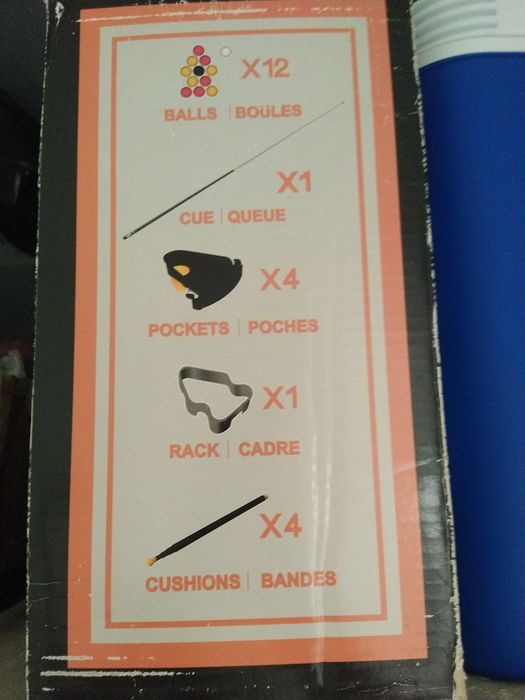 X12
BALLS | BOULES
X1
CUE | QUEUE
X4
POCKETS | POCHES
X1
RACK | CADRE
X4
CUSHIONS | BANDES